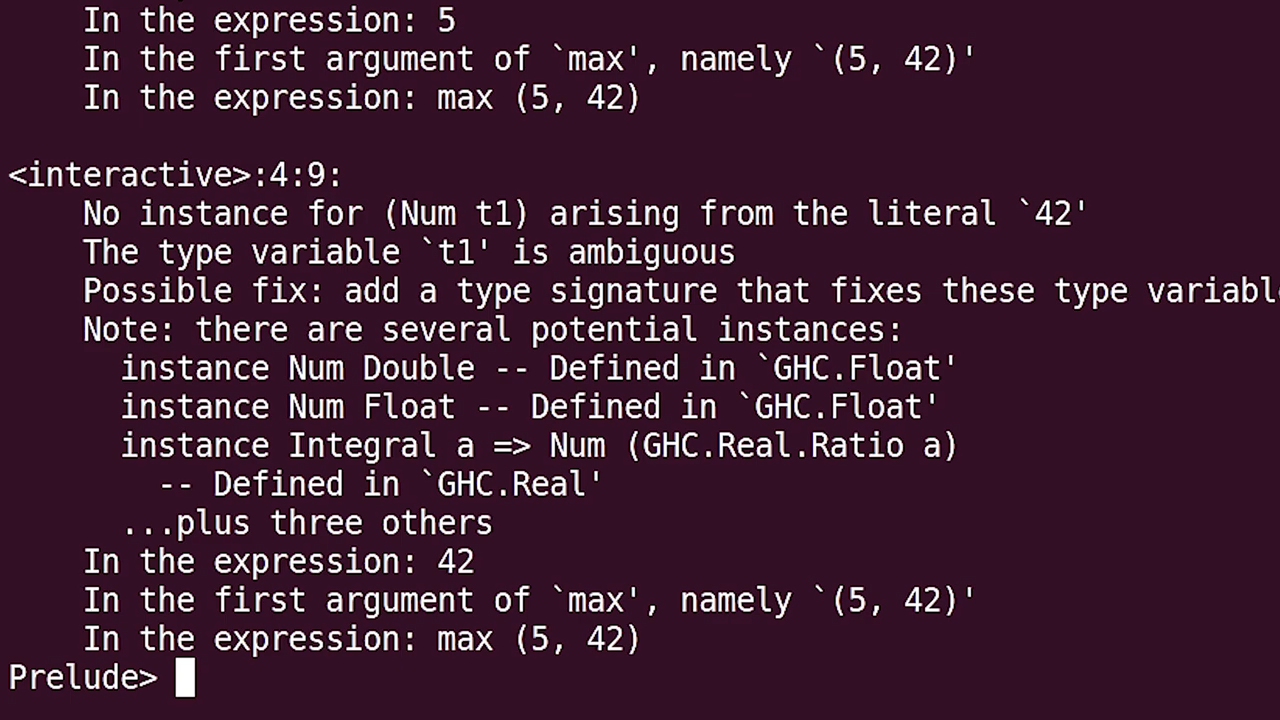 In the expression: 5
In the first argument of `max', namely `(5, 42)'
In the expression: max (5, 42)
<interactive>:4:9:
No instance for (Num t1) arising from the literal `42'
The type variable `t1' is ambiguous
Possible fix: add a type signature that fixes these type variabl
Note: there are several potential instances:
instance Num Double -- Defined in `GHC.Float'
instance Num Float -- Defined in `GHC.Float'
instance Integral a => Num (GHC.Real.Ratio a)
-- Defined in `GHC.Real'
...plus three others
In the expression: 42
In the first argument of `max', namely `(5, 42)'
In the expression: max (5, 42)
Prelude>